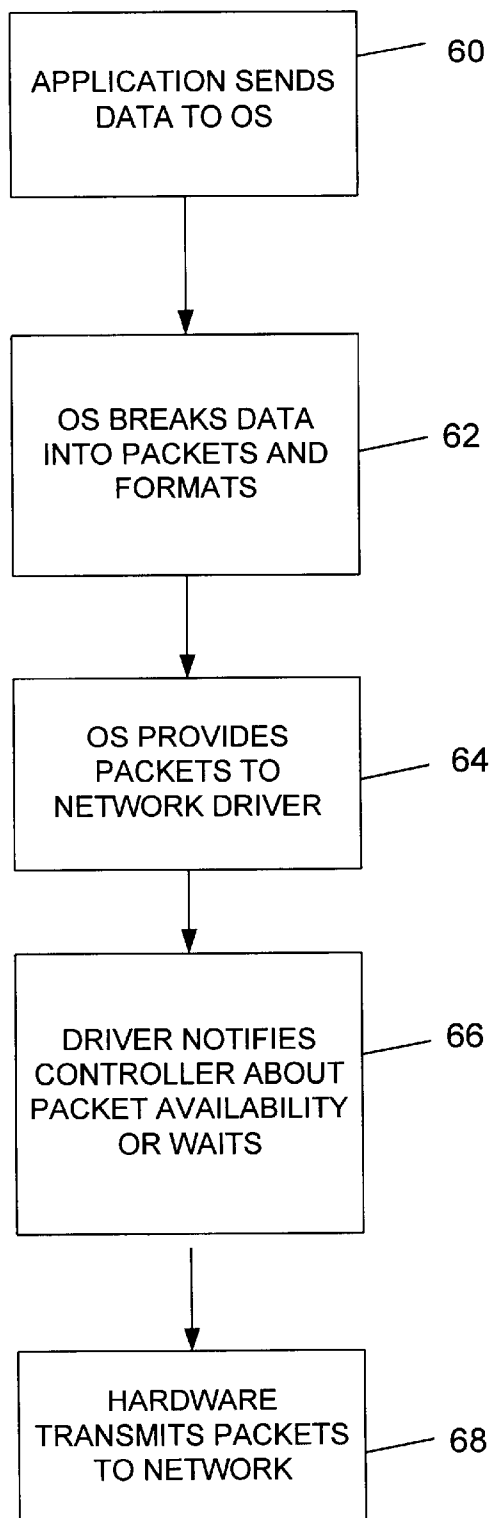 APPLICATION SENDS
DATA TO OS
60
OS BREAKS DATA
INTO PACKETS AND
FORMATS
62
OS PROVIDES
PACKETS TO
NETWORK DRIVER
64
DRIVER NOTIFIES
CONTROLLER ABOUT
PACKET AVAILABILITY
OR WAITS
66
HARDWARE
TRANSMITS PACKETS
TO NETWORK
68